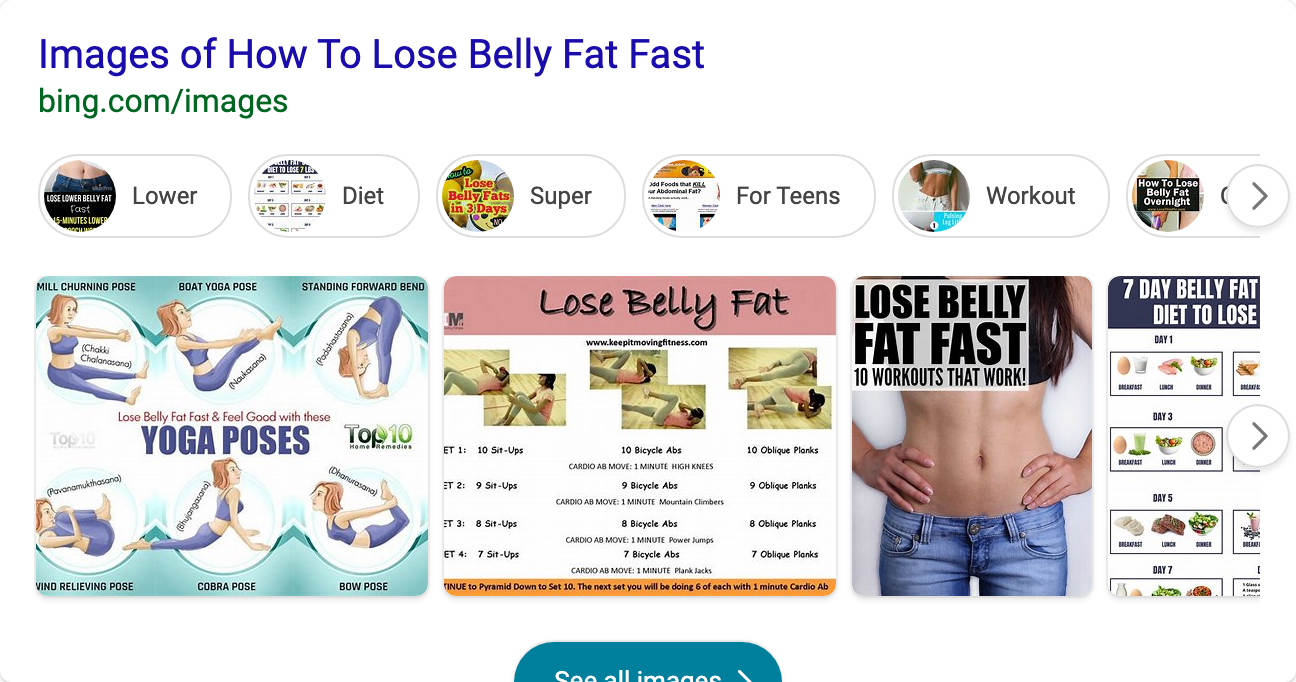 Images of How To Lose Belly Fat Fast
bing.com/images
LOSE LOWER BELLY FAT
Fast
Lower
DIET TO LOSE 7
Diet
How to
Lose
Belly Fats
in 3 Days
Super
Odd Foods that KILL
Your Abdominal Fat?
For Teens
Workout
How To Lose
Belly Fat
Overnight
MILL CHURNING POSE
BOAT YOGA POSE
STANDING FORWARD BEND
(Chakki
Chalanasana)
(Naukasana)
(Padahastasana)
Lose Belly Fat Fast & Feel Good with these
YOGA POSES
Top10
Top10
Home Remedies
(Pavanamukthasana)
(Bhujangasana)
(Dhanurasana)
WIND RELIEVING POSE
COBRA POSE
BOW POSE
Lose Belly Fat
www.keepitmovingfitness.com
ET 1: 10 Sit-Ups 10 Bicycle Abs 10 Oblique Planks
CARDIO AB MOVE: 1 MINUTE HIGH KNEES
ET 2: 9 Sit-Ups 9 Bicycle Abs 9 Oblique Planks
CARDIO AB MOVE: 1 MINUTE Mountain Climbers
ET 3: 8 Sit-Ups 8 Bicycle Abs 8 Oblique Planks
CARDIO AB MOVE: 1 MINUTE Power Jumps
ET 4: 7 Sit-Ups 7 Bicycle Abs 7 Oblique Planks
CARDIO AB MOVE: 1 MINUTE Plank Jacks
TINUE to Pyramid Down to Set 10. The next set you will be doing 6 of each with 1 minute Cardio Ab
LOSE BELLY
FAT FAST
10 WORKOUTS THAT WORK!
7 DAY BELLY FAT
DIET TO LOSE
DAY 1
BREAKFAST LUNCH DINNER
DAY 3
BREAKFAST LUNCH DINNER
DAY 5
BREAKFAST LUNCH DINNER
DAY 7
See all images